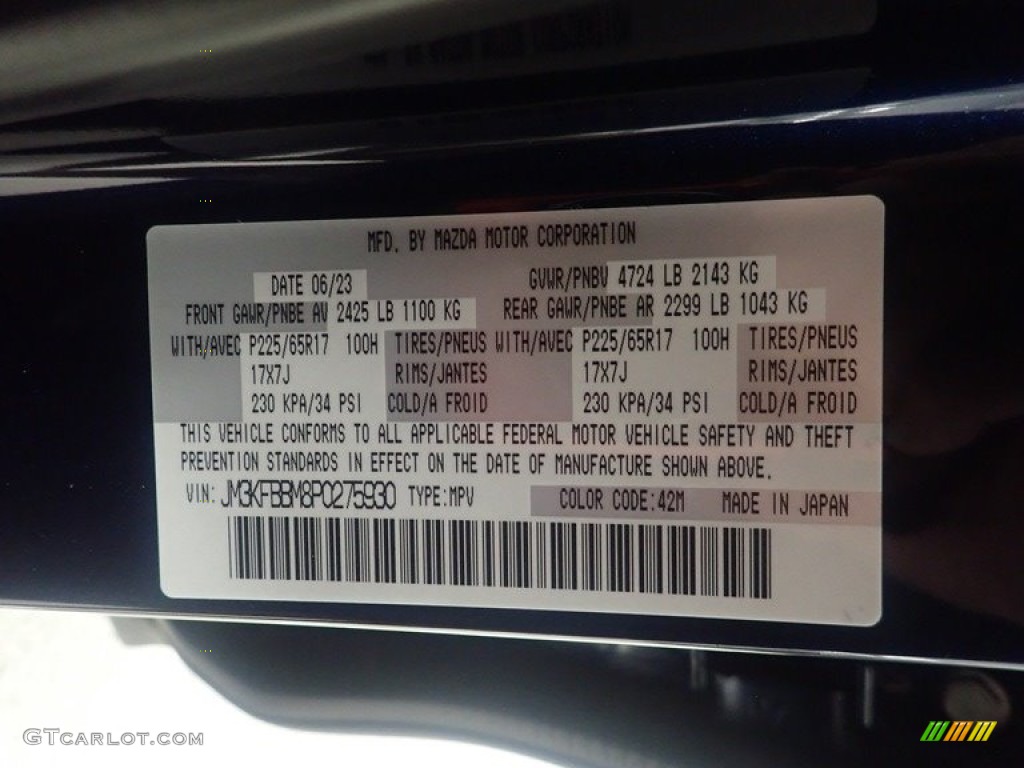 MFD. BY MAZDA MOTOR CORPORATION
DATE 06/23 GVWR/PNBV 4724 LB 2143 KG
FRONT GAWR/PNBE AV 2425 LB 1100 KG REAR GAWR/PNBE AR 2299 LB 1043 KG
WITH/AVEC P225/65R17 100H TIRES/PNEUS WITH/AVEC P225/65R17 100H TIRES/PNEUS
17X7J RIMS/JANTES 17X7J RIMS/JANTES
230 KPA/34 PSI COLD/A FROID 230 KPA/34 PSI COLD/A FROID
THIS VEHICLE CONFORMS TO ALL APPLICABLE FEDERAL MOTOR VEHICLE SAFETY AND THEFT
PREVENTION STANDARDS IN EFFECT ON THE DATE OF MANUFACTURE SHOWN ABOVE.
VIN: JM3KFBBM8P0275930 TYPE:MPV COLOR CODE:42M MADE IN JAPAN
GTCARLOT.COM